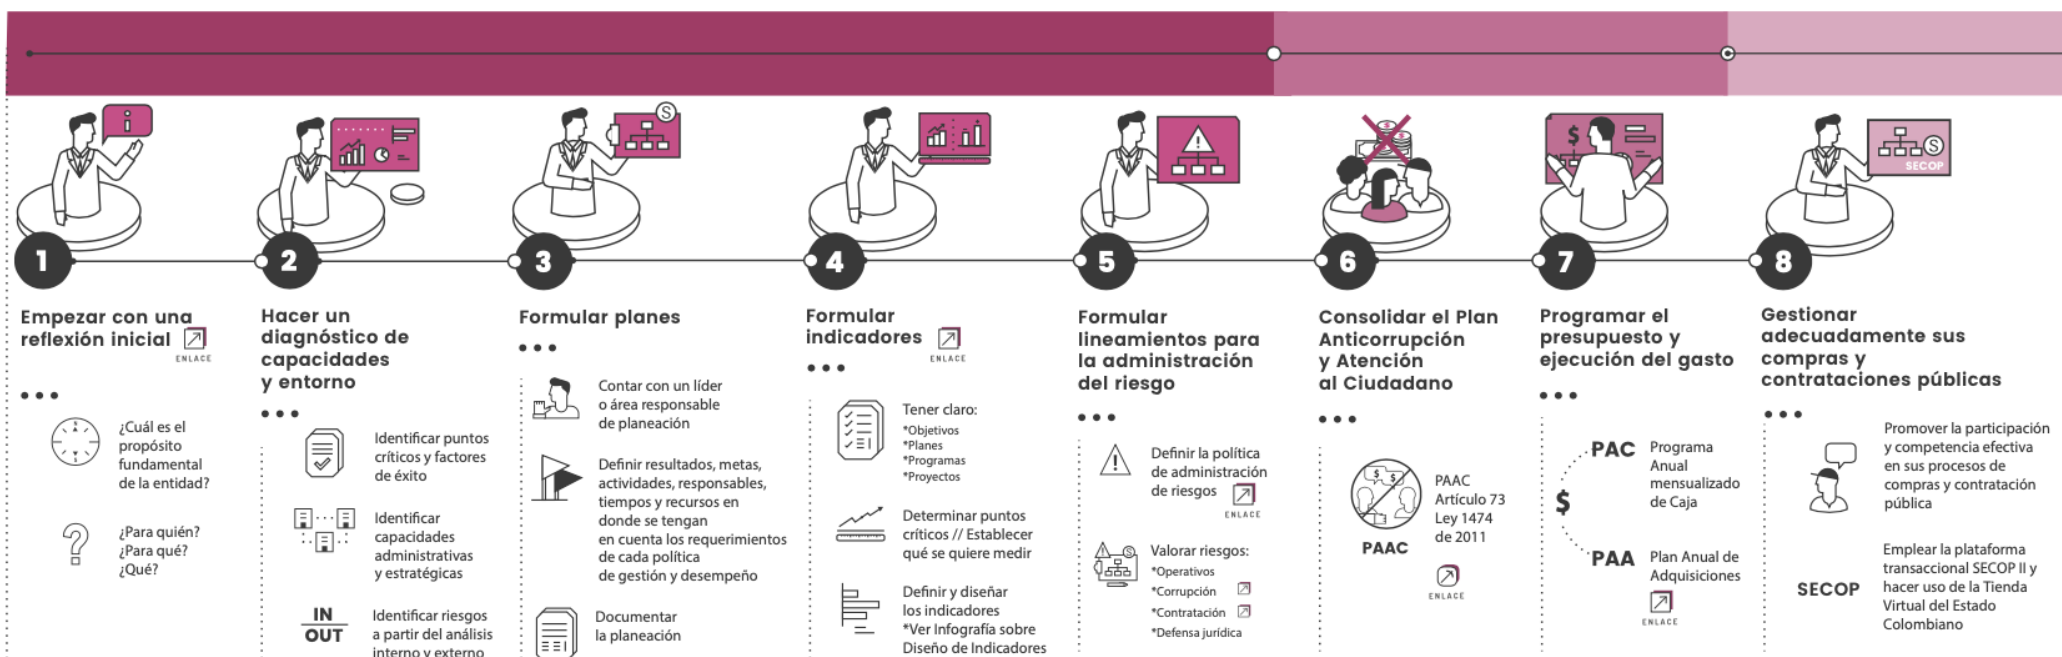 SECOP
1
2
3
4
5
6
7
8
Empezar con una
reflexión inicial
ENLACE
¿Cuál es el
propósito
fundamental
de la entidad?
¿Para quién?
¿Para qué?
¿Qué?
Hacer un
diagnóstico de
capacidades
y entorno
Identificar puntos
críticos y factores
de éxito
Identificar
capacidades
administrativas
y estratégicas
IN
OUT
Identificar riesgos
a partir del análisis
interno y externo
Formular planes
Contar con un líder
o área responsable
de planeación
Definir resultados, metas,
actividades, responsables,
tiempos y recursos en
donde se tengan
en cuenta los requerimientos
de cada política
de gestión y desempeño
Documentar
la planeación
Formular
indicadores
ENLACE
Tener claro:
*Objetivos
*Planes
*Programas
*Proyectos
Determinar puntos
críticos // Establecer
qué se quiere medir
Definir y diseñar
los indicadores
*Ver Infografía sobre
Diseño de Indicadores
Formular
lineamientos para
la administración
del riesgo
Definir la política
de administración
de riesgos
ENLACE
Valorar riesgos:
*Operativos
*Corrupción
*Contratación
*Defensa jurídica
Consolidar el Plan
Anticorrupción
y Atención
al Ciudadano
PAAC
PAAC
Artículo 73
Ley 1474
de 2011
ENLACE
Programar el
presupuesto y
ejecución del gasto
$
PAC
Programa
Anual
mensualizado
de Caja
PAA
Plan Anual de
Adquisiciones
ENLACE
Gestionar
adecuadamente sus
compras y
contrataciones públicas
Promover la participación
y competencia efectiva
en sus procesos de
compras y contratación
pública
SECOP
Emplear la plataforma
transaccional SECOP II y
hacer uso de la Tienda
Virtual del Estado
Colombiano